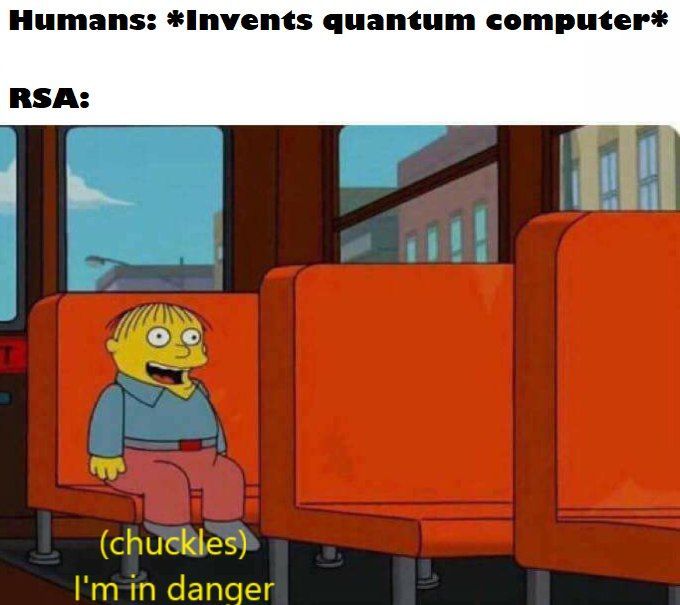 Humans: *Invents quantum computer*
RSA:
T
(chuckles)
I'm in danger